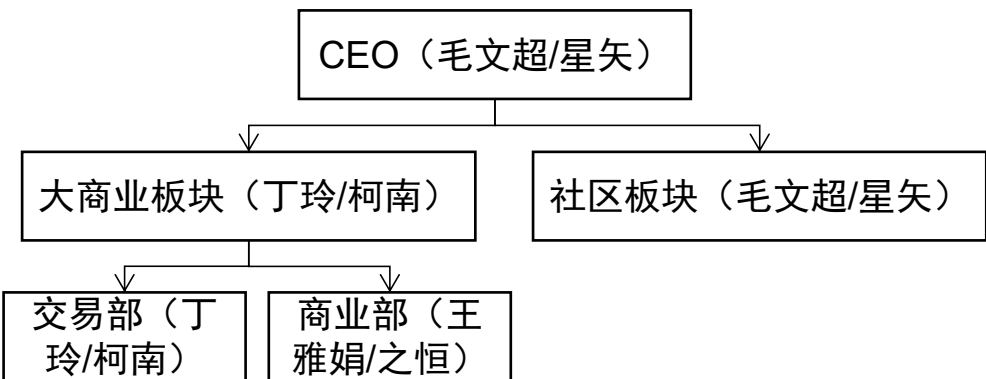 CEO（毛文超/星矢）
大商业板块（丁玲/柯南）
社区板块（毛文超/星矢）
交易部（丁
玲/柯南）
商业部（王
雅娟/之恒）